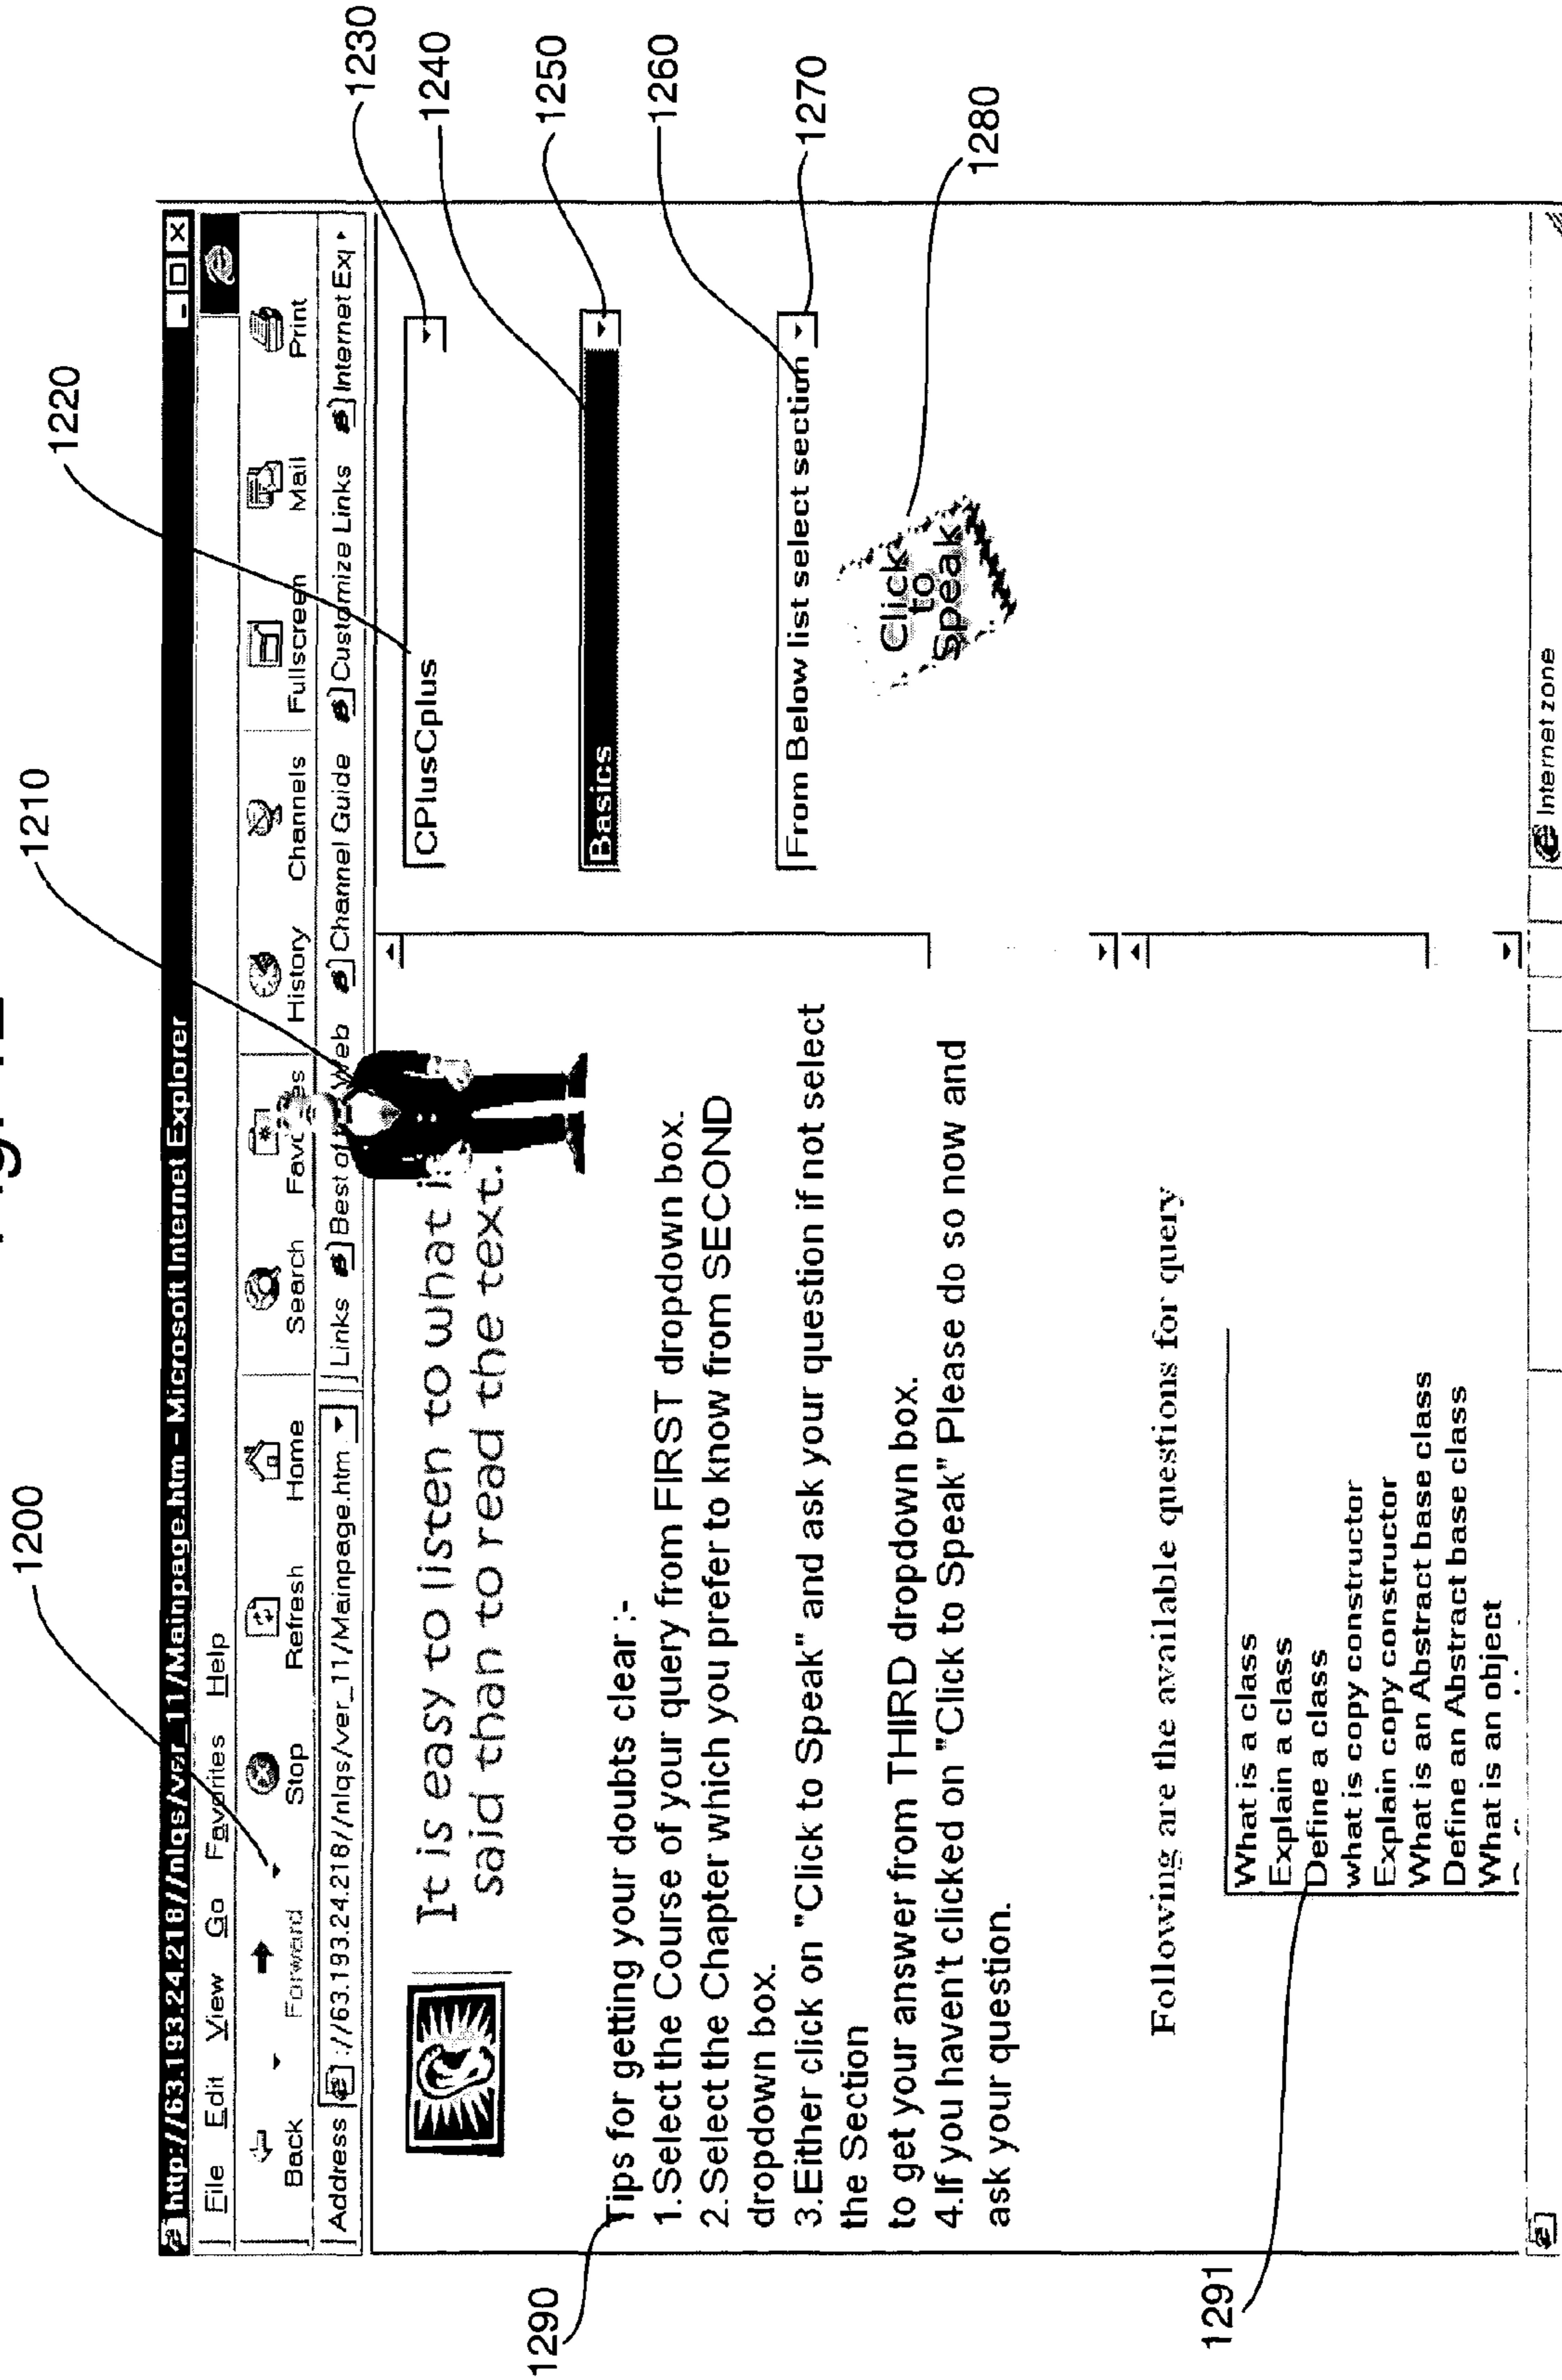 1200
1210
1220
http://63.193.24.218//nlqs/ver_11/Mainpage.htm - Microsoft Internet Explorer
File Edit View Go Favorites Help
Back Forward Stop Refresh Home Search History Channels Fullscreen Mail Print
Address ://63.193.24.218//nlqs/ver_11/Mainpage.htm Links Channel Guide Customize Links Internet Exp
It is easy to listen to what
said than to read the text.
CPlusCplus
1230
Basics
1240
1250
From Below list select section
1260
1270
Click
to
Speak
1280
1290
Tips for getting your doubts clear :-
1.Select the Course of your query from FIRST dropdown box.
2.Select the Chapter which you prefer to know from SECOND
dropdown box.
3.Either click on "Click to Speak" and ask your question if not select
the Section
to get your answer from THIRD dropdown box.
4.If you haven't clicked on "Click to Speak" Please do so now and
ask your question.
Following are the available questions for query
1291
What is a class
Explain a class
Define a class
what is copy constructor
Explain copy constructor
What is an Abstract base class
Define an Abstract base class
What is an object
Internet zone